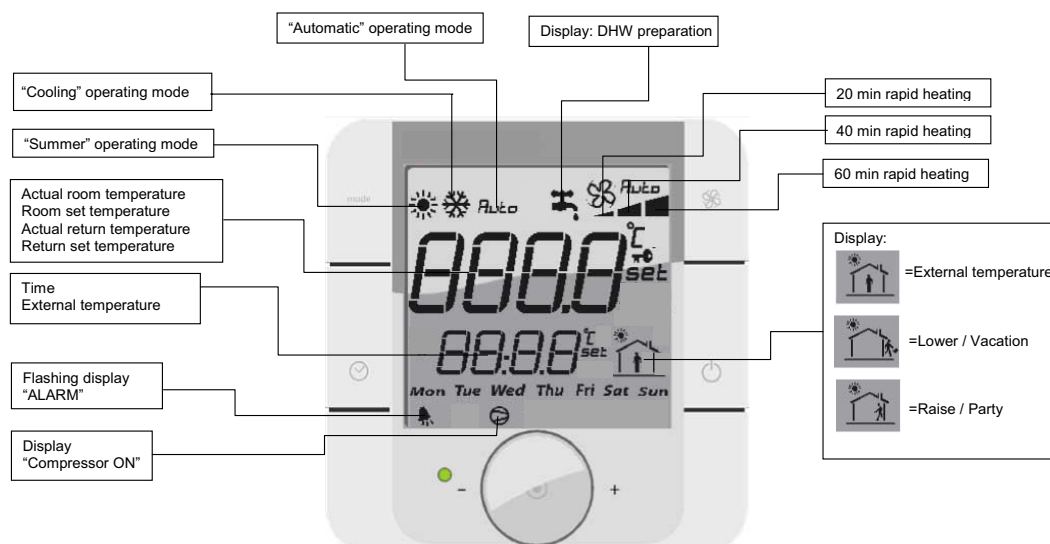 “Automatic” operating mode
Display: DHW preparation
“Cooling” operating mode
20 min rapid heating
“Summer” operating mode
40 min rapid heating
60 min rapid heating
Actual room temperature
Room set temperature
Actual return temperature
Return set temperature
mode
Auto
Auto
°C
set
Time
External temperature
°C
set
Mon Tue Wed Thu Fri Sat Sun
Display:
=External temperature
=Lower / Vacation
=Raise / Party
Flashing display
“ALARM”
Display
“Compressor ON”
- +